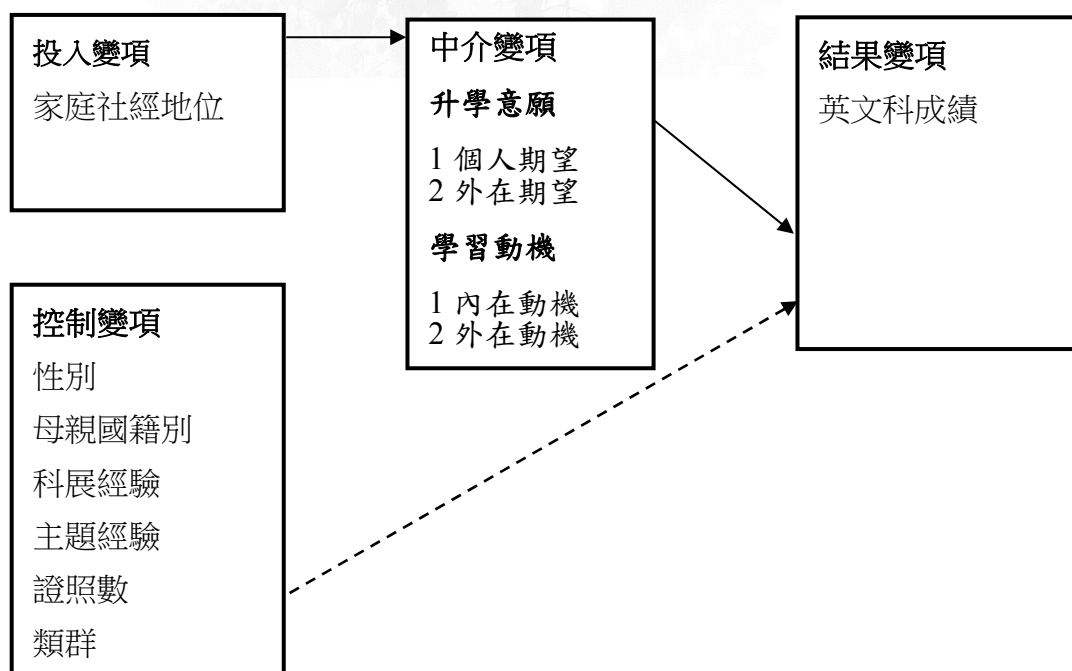 投入變項
家庭社經地位
中介變項
升學意願
1 個人期望
2 外在期望
學習動機
1 內在動機
2 外在動機
結果變項
英文科成績
控制變項
性別
母親國籍別
科展經驗
主題經驗
證照數
類群